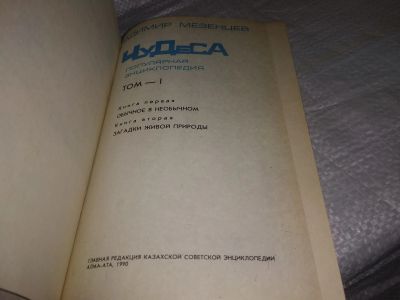 ДИМИР МЕЗЕНЦЕВ
ЧУДЕСА
ПОПУЛЯРНАЯ
ЭНЦИКЛОПЕДИЯ
ТОМ — I
Книга первая
ОБЫЧНОЕ В НЕОБЫЧНОМ
Книга вторая
ЗАГАДКИ ЖИВОЙ ПРИРОДЫ
ГЛАВНАЯ РЕДАКЦИЯ КАЗАХСКОЙ СОВЕТСКОЙ ЭНЦИКЛОПЕДИИ
АЛМА-АТА, 1990